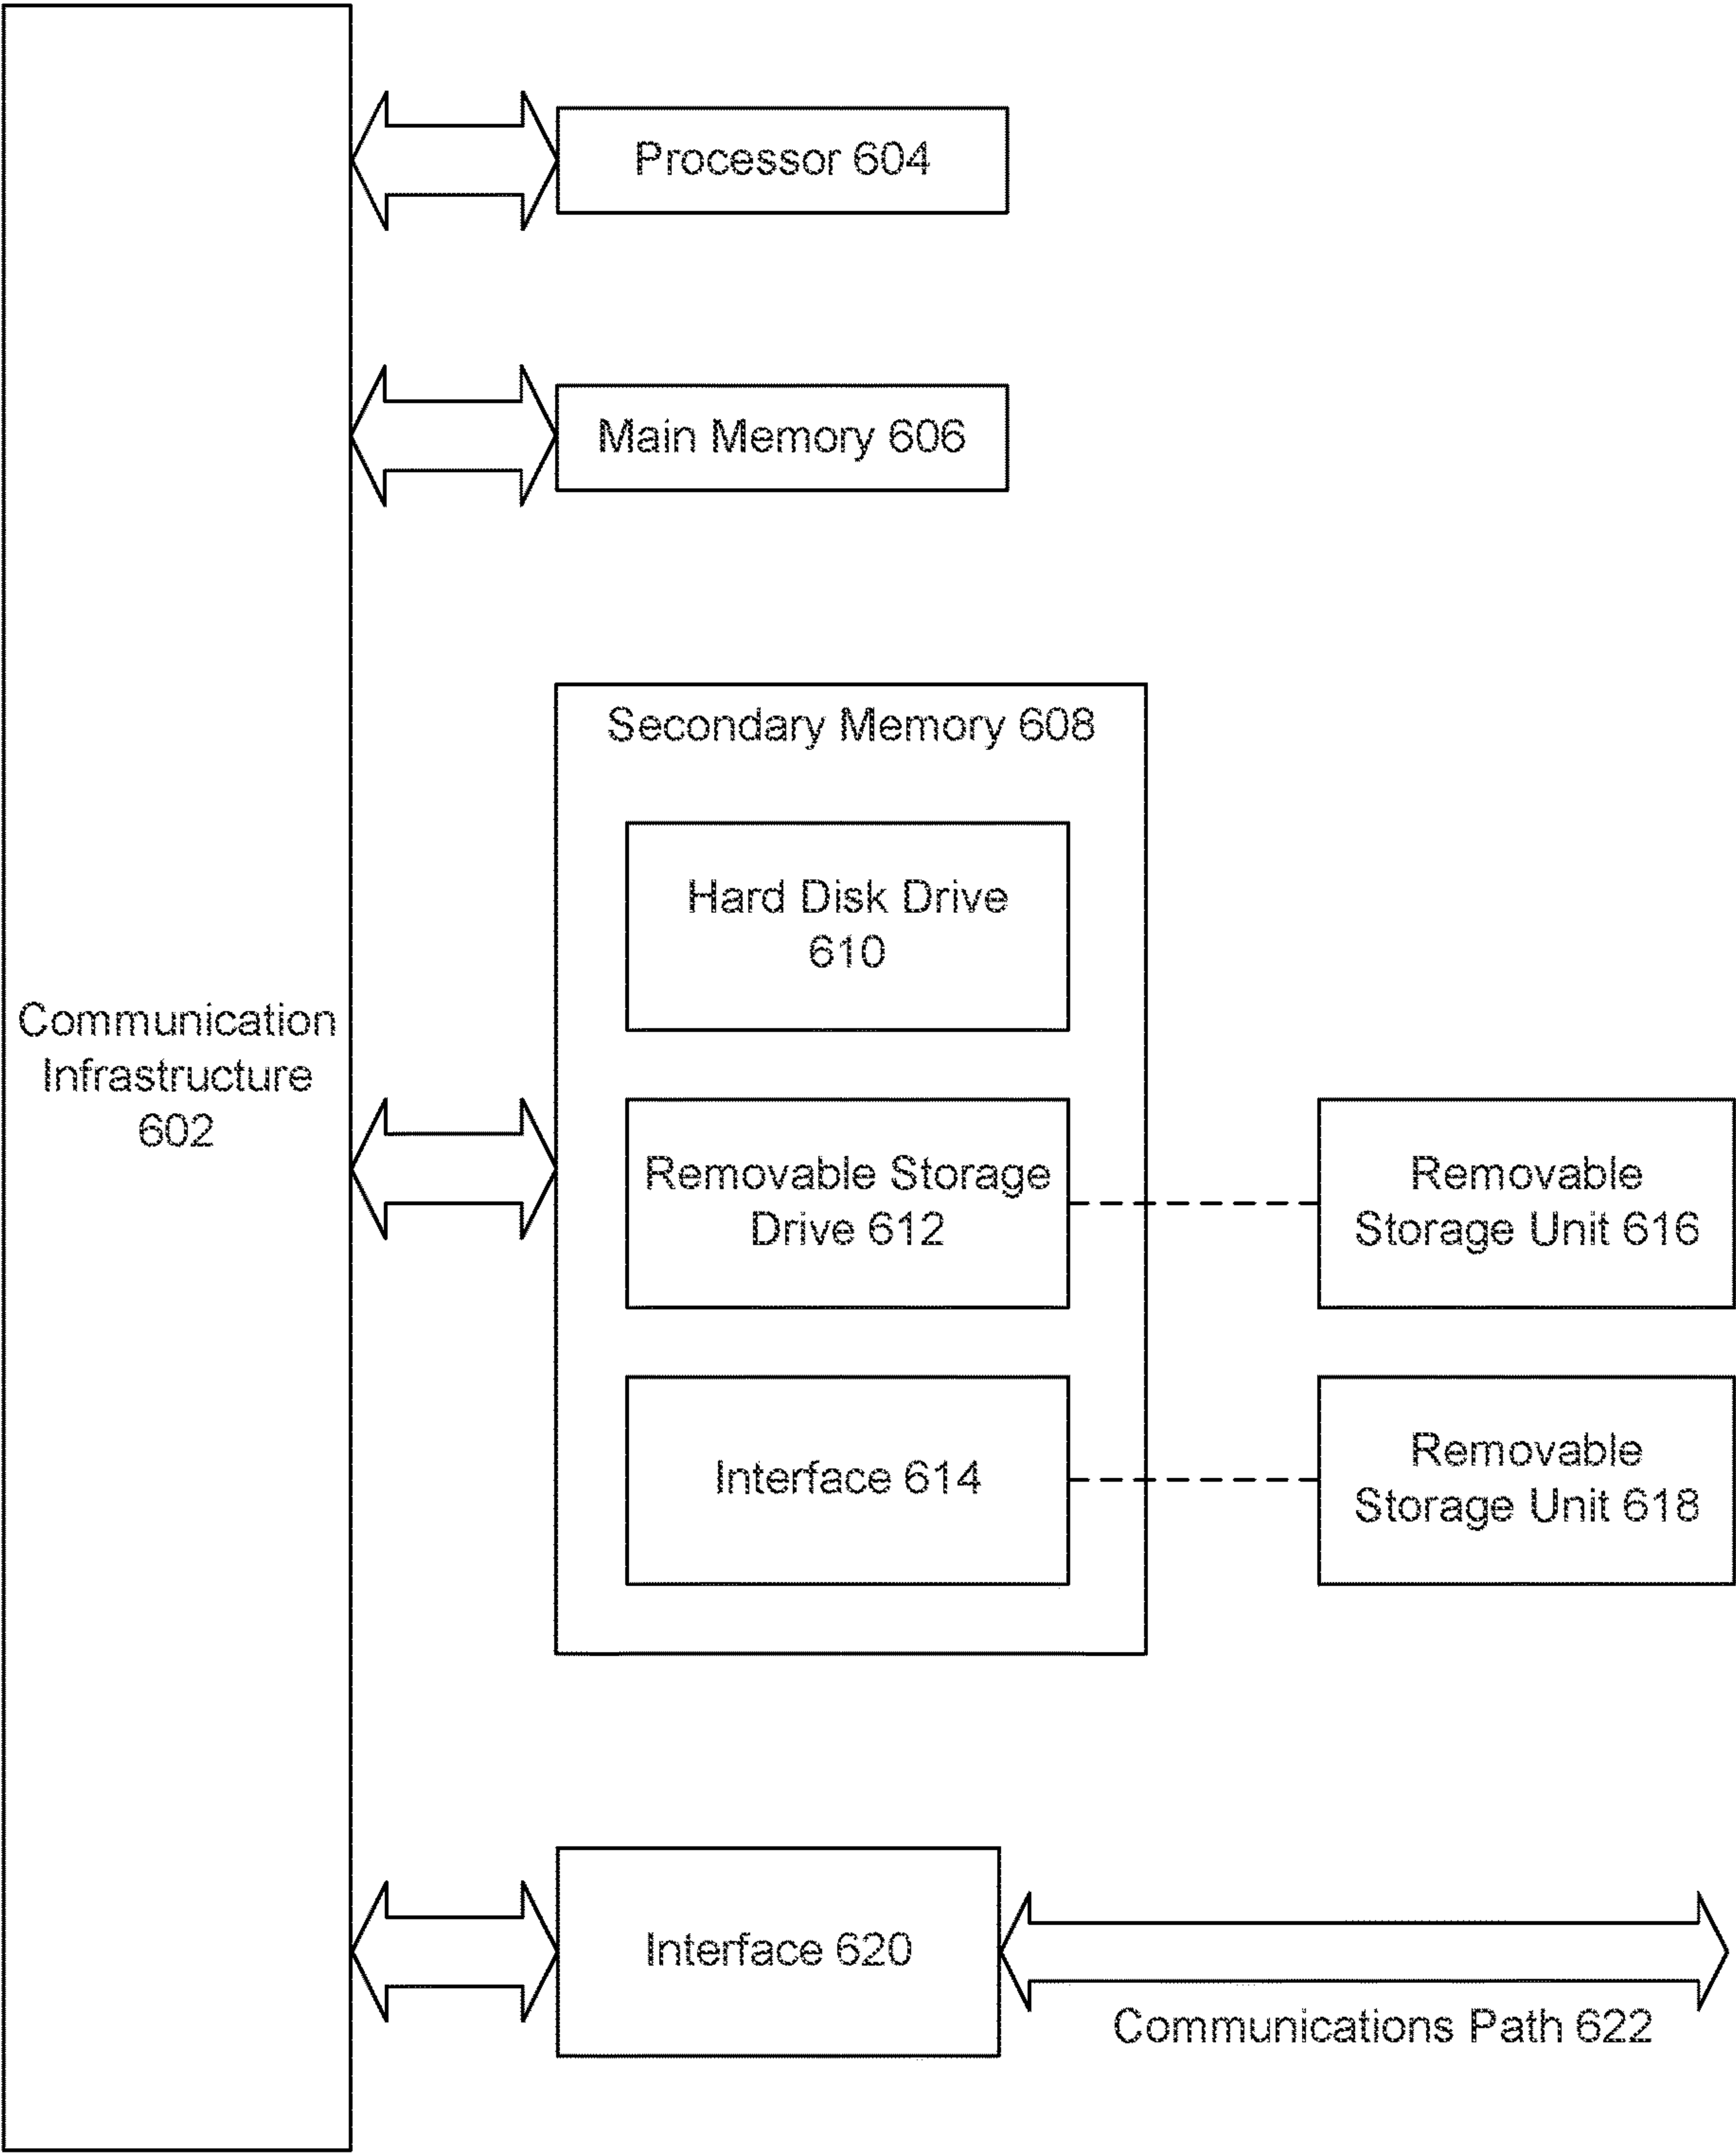 Processor 604
Main Memory 606
Secondary Memory 608
Hard Disk Drive
610
Communication
Infrastructure
602
Removable Storage
Drive 612
Removable
Storage Unit 616
Interface 614
Removable
Storage Unit 618
Interface 620
Communications Path 622